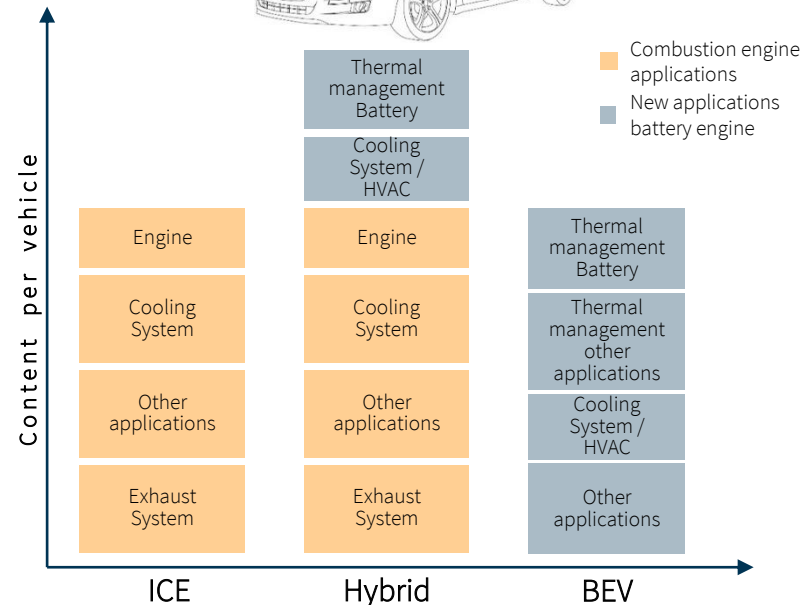 Combustion engine
applications
New applications
battery engine
Content per vehicle
Engine
Cooling
System
Other
applications
Exhaust
System
Thermal
management
Battery
Cooling
System /
HVAC
Engine
Cooling
System
Other
applications
Exhaust
System
Thermal
management
Battery
Thermal
management
other
applications
Cooling
System /
HVAC
Other
applications
ICE
Hybrid
BEV